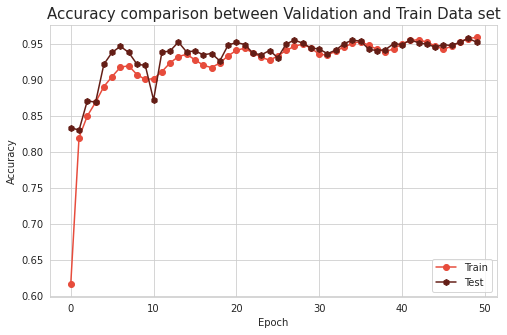 Accuracy comparison between Validation and Train Data set
0.95
0.90
0.85
0.80
0.75
0.70
0.65
0.60
Accuracy
0 10 20 30 40 50
Epoch
Train
Test